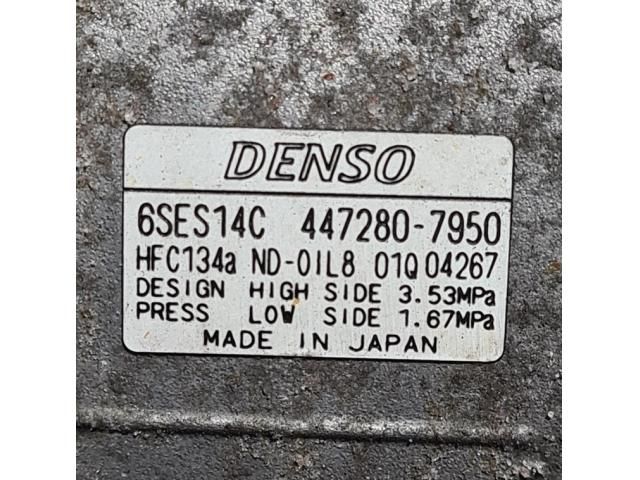 DENSO
6SES14C 447280-7950
HFC134a ND-OIL8 01Q04267
DESIGN HIGH SIDE 3.53MPa
PRESS LOW SIDE 1.67MPa
MADE IN JAPAN